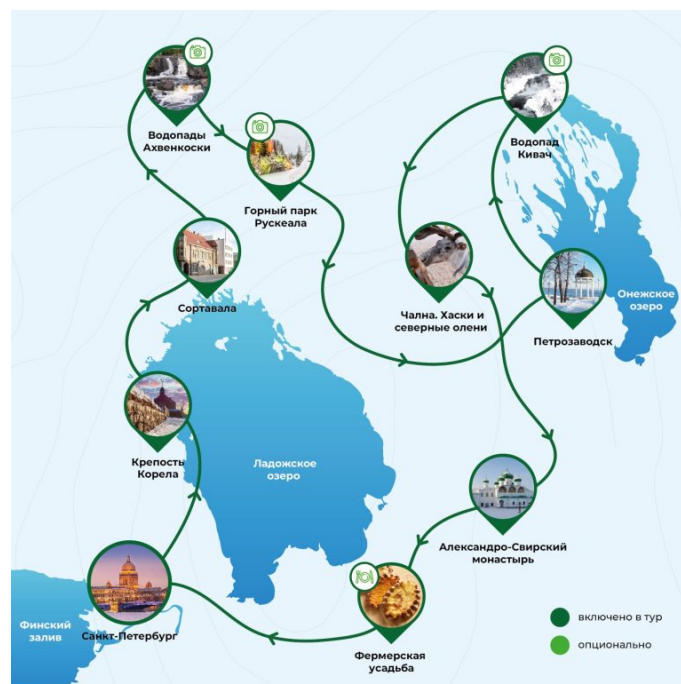 Водопады
Ахвенкоски
Водопад
Кивач
Горный парк
Рускеала
Сортавала
Чална. Хаски и
северные олени
Онежское
озеро
Петрозаводск
Крепость
Корела
Ладожское
озеро
Александро-Свирский
монастырь
Финский
залив
Санкт-Петербург
Фермерская
усадьба
включено в тур
опционально